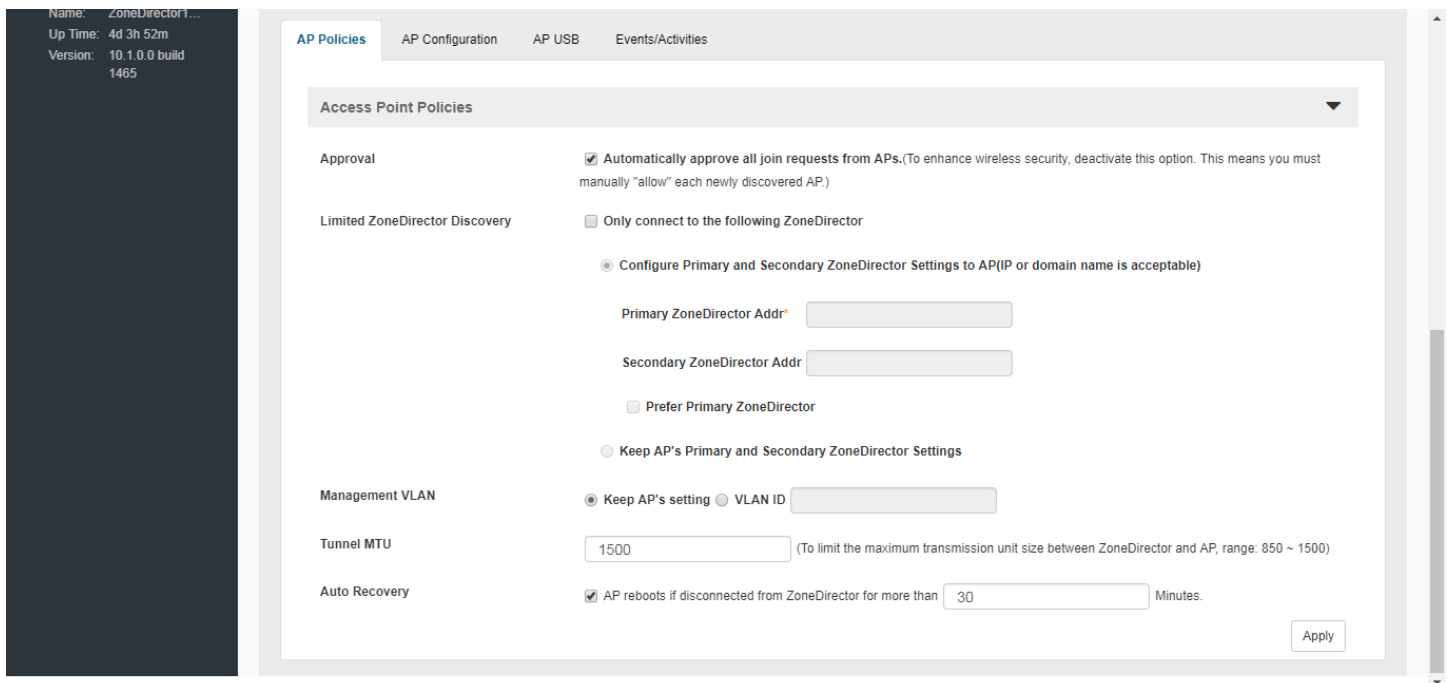 Name: ZoneDirector1...
Up Time: 4d 3h 52m
Version: 10.1.0.0 build
1465
AP Policies AP Configuration AP USB Events/Activities
Access Point Policies
Approval Automatically approve all join requests from APs.(To enhance wireless security, deactivate this option. This means you must
manually "allow" each newly discovered AP.)
Limited ZoneDirector Discovery Only connect to the following ZoneDirector
Configure Primary and Secondary ZoneDirector Settings to AP(IP or domain name is acceptable)
Primary ZoneDirector Addr*
Secondary ZoneDirector Addr
Prefer Primary ZoneDirector
Keep AP's Primary and Secondary ZoneDirector Settings
Management VLAN Keep AP's setting VLAN ID
Tunnel MTU 1500 (To limit the maximum transmission unit size between ZoneDirector and AP, range: 850 ~ 1500)
Auto Recovery AP reboots if disconnected from ZoneDirector for more than 30 Minutes.
Apply